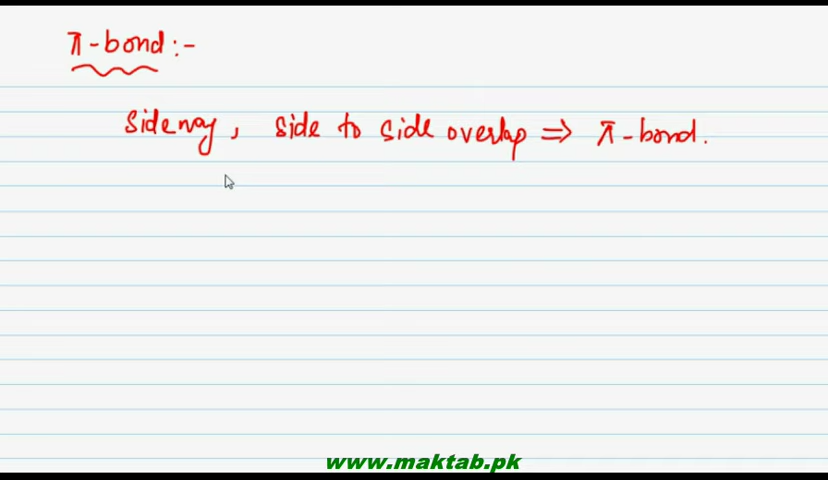 π-bond:-
Sideway, Side to Side overlap ⇒ π-bond.
www.maktab.pk